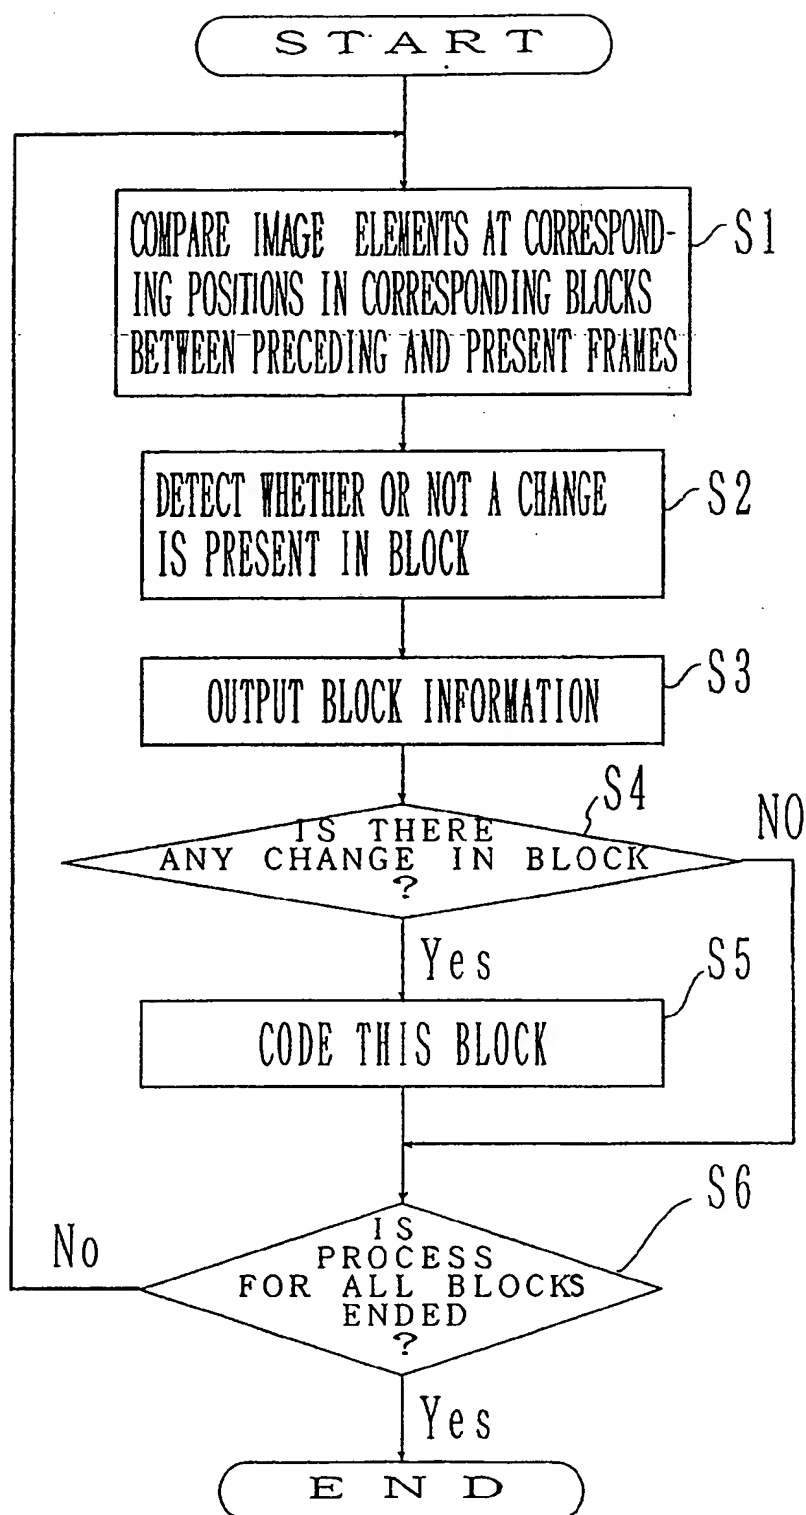 START
COMPARE IMAGE ELEMENTS AT CORRESPOND-
ING POSITIONS IN CORRESPONDING BLOCKS
BETWEEN PRECEDING AND PRESENT FRAMES
S1
DETECT WHETHER OR NOT A CHANGE
IS PRESENT IN BLOCK
S2
OUTPUT BLOCK INFORMATION
S3
S4
IS THERE
ANY CHANGE IN BLOCK
?
NO
Yes
CODE THIS BLOCK
S5
S6
IS
PROCESS
FOR ALL BLOCKS
ENDED
?
No
Yes
END